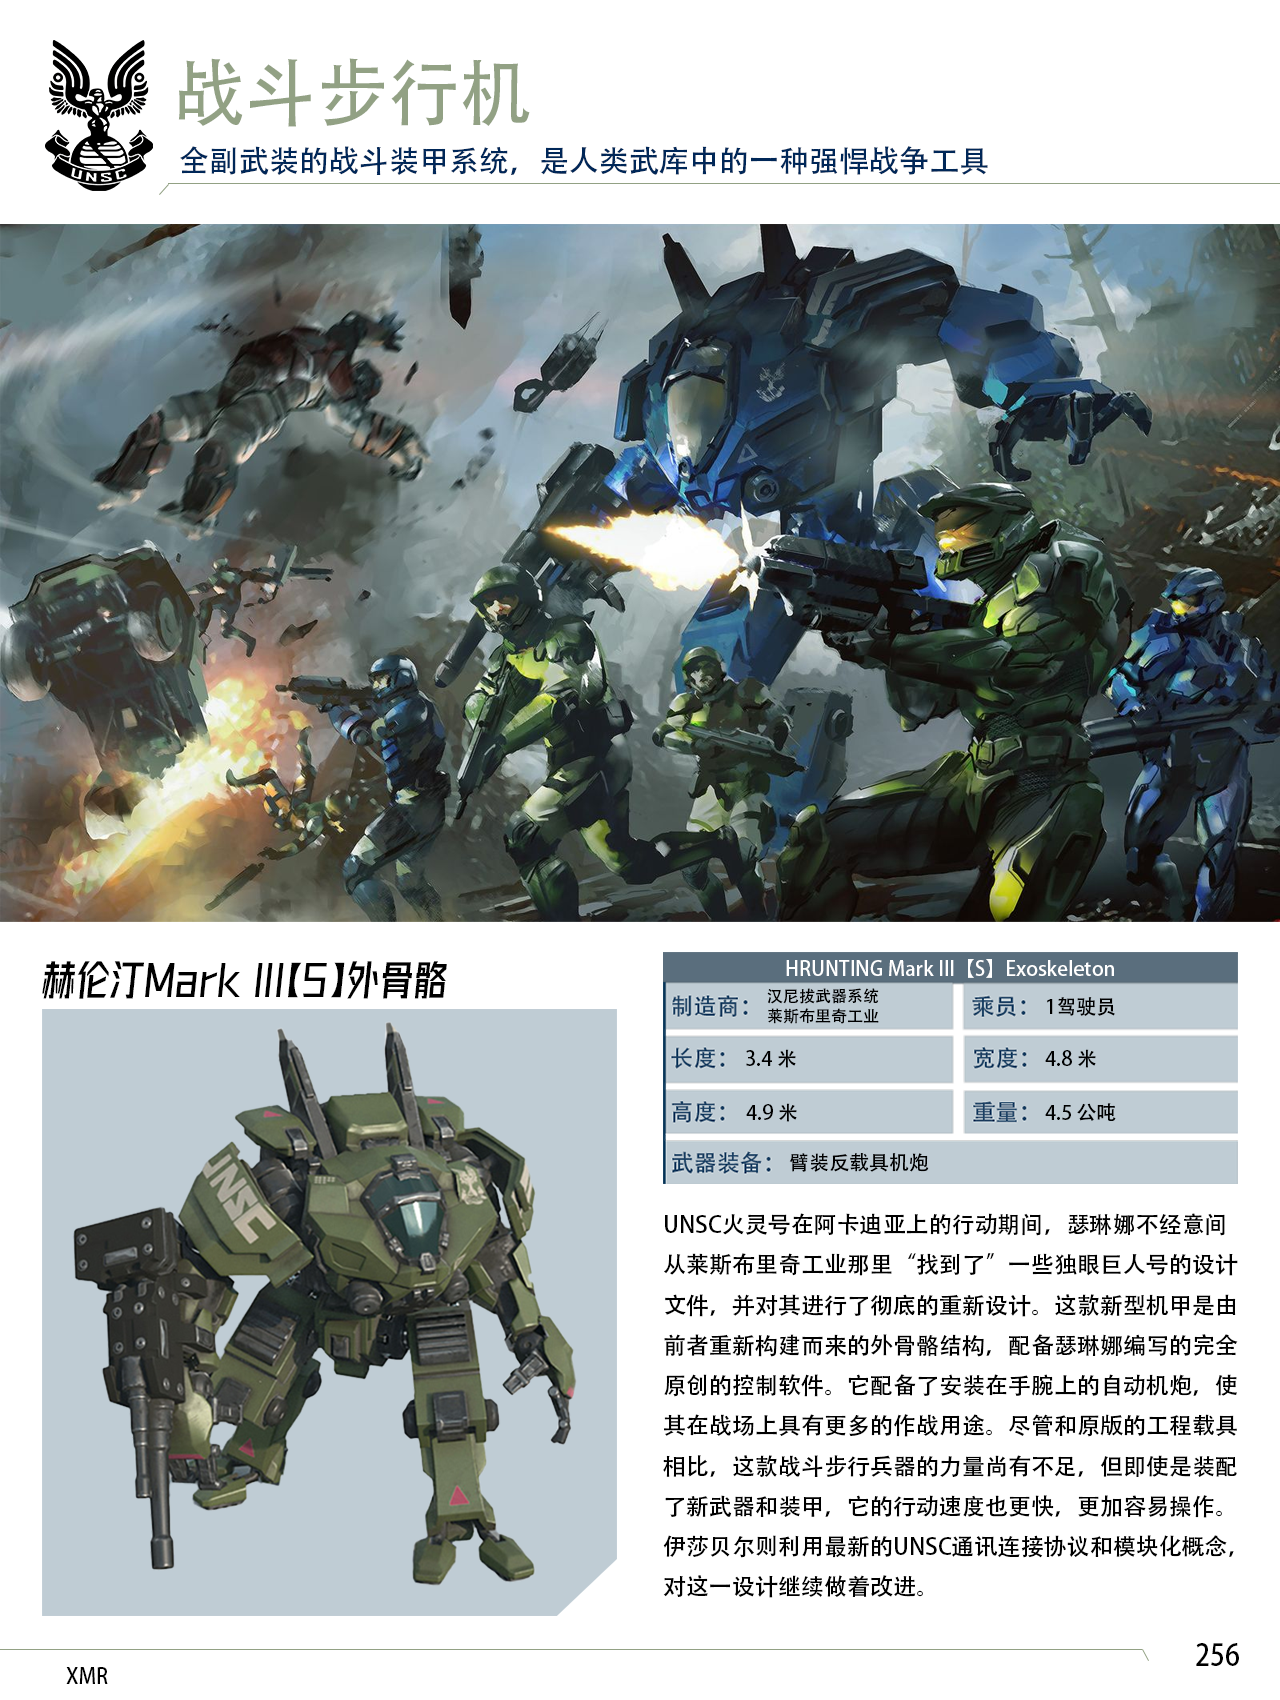 战斗步行机
全副武装的战斗装甲系统，是人类武库中的一种强悍战争工具
UNSC
赫伦汀Mark III【S】外骨骼
UNSC
HRUNTING Mark III【S】Exoskeleton
制造商： 汉尼拔武器系统
莱斯布里奇工业
乘员： 1驾驶员
长度： 3.4 米
宽度： 4.8 米
高度： 4.9 米
重量： 4.5 公吨
武器装备： 臂装反载具机炮
UNSC火灵号在阿卡迪亚上的行动期间，瑟琳娜不经意间
从莱斯布里奇工业那里“找到了”一些独眼巨人号的设计
文件，并对其进行了彻底的重新设计。这款新型机甲是由
前者重新构建而来的外骨骼结构，配备瑟琳娜编写的完全
原创的控制软件。它配备了安装在手腕上的自动机炮，使
其在战场上具有更多的作战用途。尽管和原版的工程载具
相比，这款战斗步行兵器的力量尚有不足，但即使是装配
了新武器和装甲，它的行动速度也更快，更加容易操作。
伊莎贝尔则利用最新的UNSC通讯连接协议和模块化概念，
对这一设计继续做着改进。
XMR
256